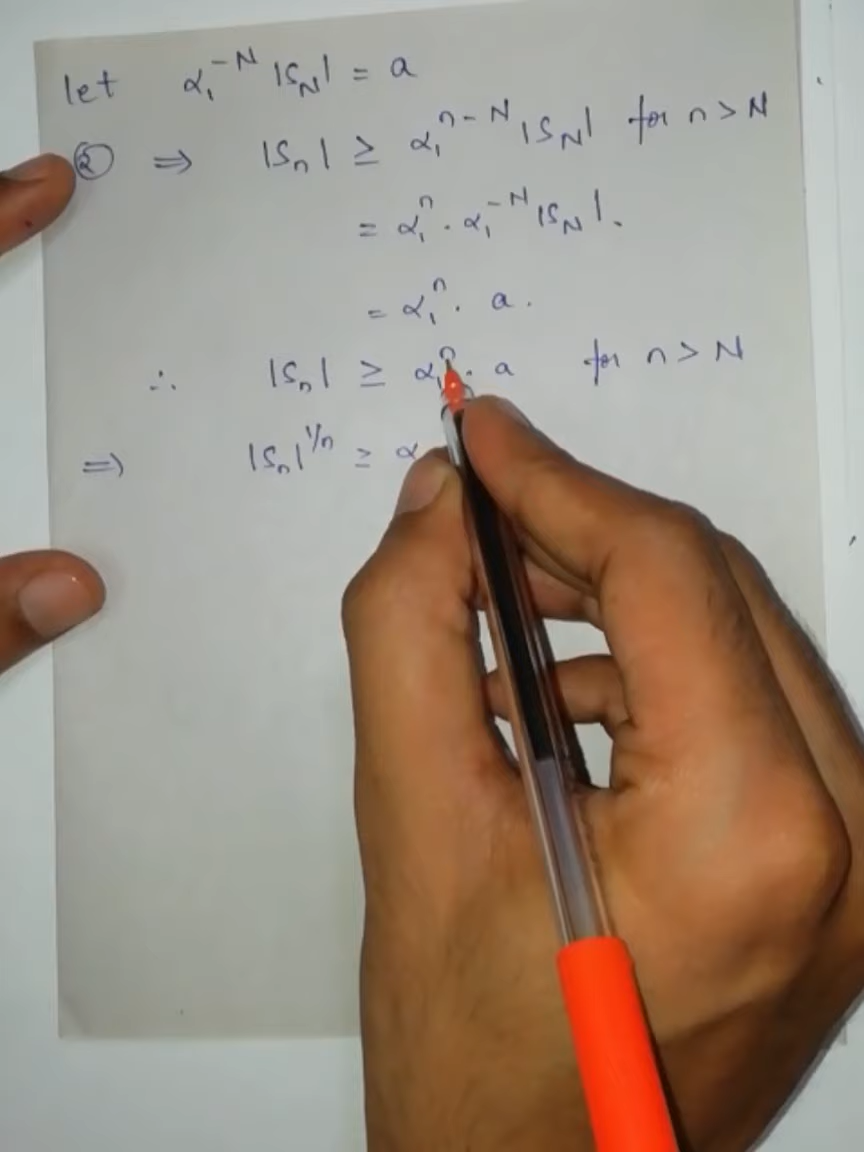 let α₁^{-N} |S_N| = a
② ⇒ |S_n| ≥ α₁^{n-N} |S_N| for n > N
= α₁^n · α₁^{-N} |S_N|.
= α₁^n · a.
∴ |S_n| ≥ α₁^n · a for n > N
⇒ |S_n|^{1/n} ≥ α